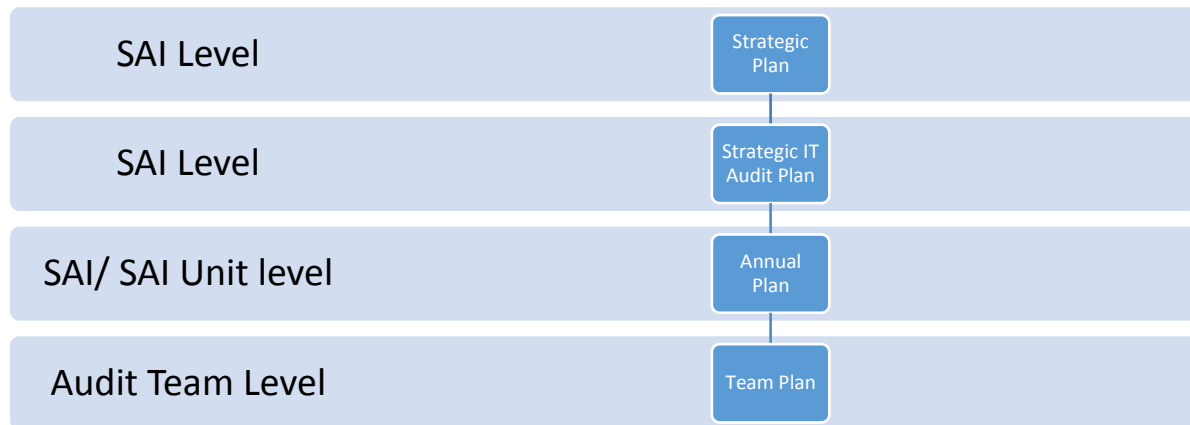 SAI Level
Strategic
Plan
SAI Level
Strategic IT
Audit Plan
SAI/ SAI Unit level
Annual
Plan
Audit Team Level
Team Plan